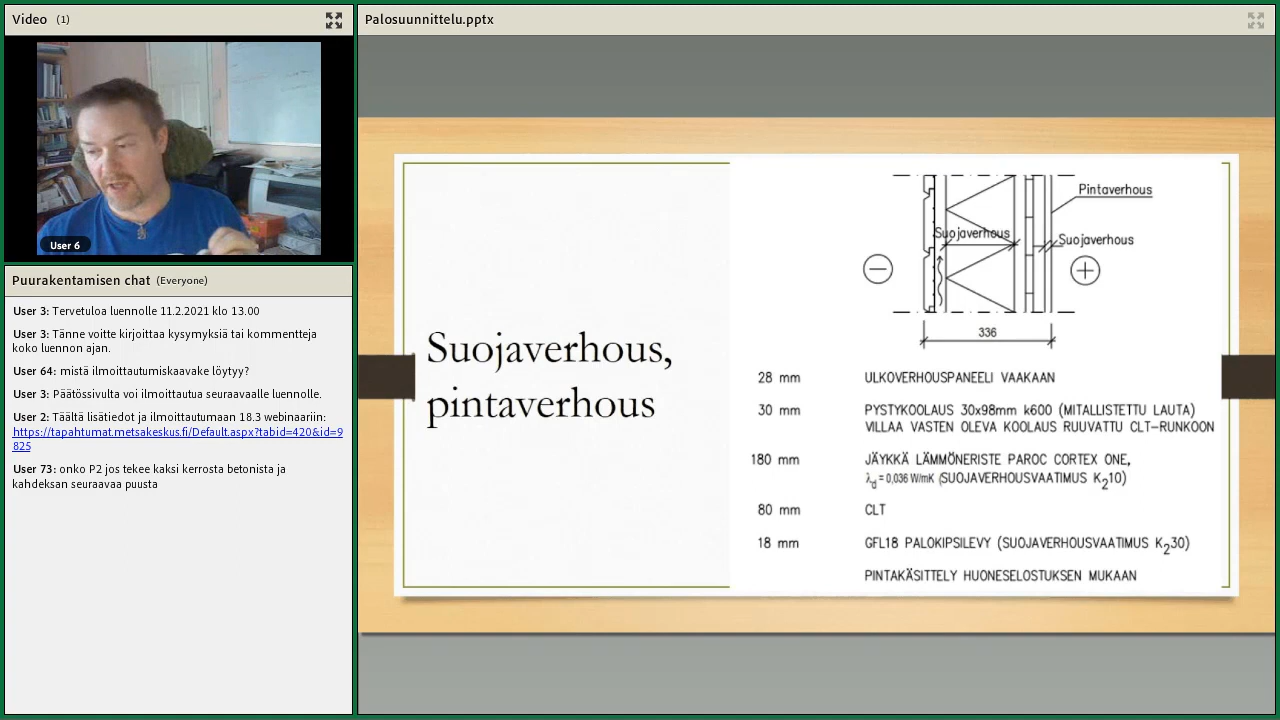 Video (1)
User 6
Puurakentamisen chat (Everyone)
User 3: Tervetuloa luennolle 11.2.2021 klo 13.00
User 3: Tänne voitte kirjoittaa kysymyksiä tai kommentteja
koko luennon ajan.
User 64: mistä ilmoittautumiskaavake löytyy?
User 3: Päätössivulta voi ilmoittautua seuraavaalle luennolle.
User 2: Täältä lisätiedot ja ilmoittautumaan 18.3 webinaariin:
https://tapahtumat.metsakeskus.fi/Default.aspx?tabid=420&id=9
825
User 73: onko P2 jos tekee kaksi kerrosta betonista ja
kahdeksan seuraavaa puusta
Palosuunnittelu.pptx
Suojaverhous,
pintaverhous
Pintaverhous
Suojaverhous
Suojaverhous
336
28 mm ULKOVERHOUSPANEELI VAAKAAN
30 mm PYSTYKOOLAUS 30x98mm k600 (MITALLISTETTU LAUTA)
VILLAA VASTEN OLEVA KOOLAUS RUUVATTU CLT-RUNKOON
180 mm JÄYKKÄ LÄMMÖNERISTE PAROC CORTEX ONE,
λd = 0,036 W/mK (SUOJAVERHOUSVAATIMUS K210)
80 mm CLT
18 mm GFL18 PALOKIPSILEVY (SUOJAVERHOUSVAATIMUS K230)
PINTAKÄSITTELY HUONESELOSTUKSEN MUKAAN